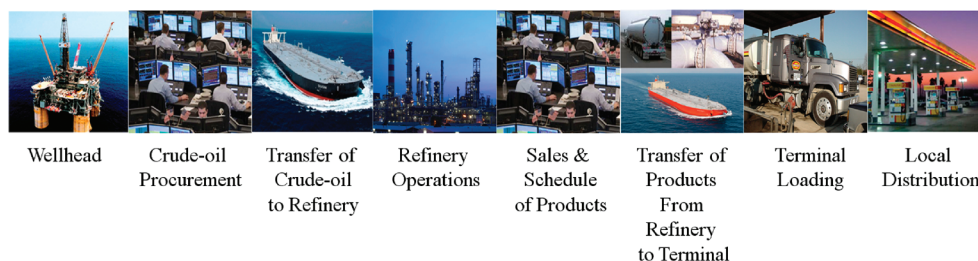 Wellhead
Crude-oil
Procurement
Transfer of
Crude-oil
to Refinery
Refinery
Operations
Sales &
Schedule
of Products
Transfer of
Products
From
Refinery
to Terminal
Terminal
Loading
Local
Distribution